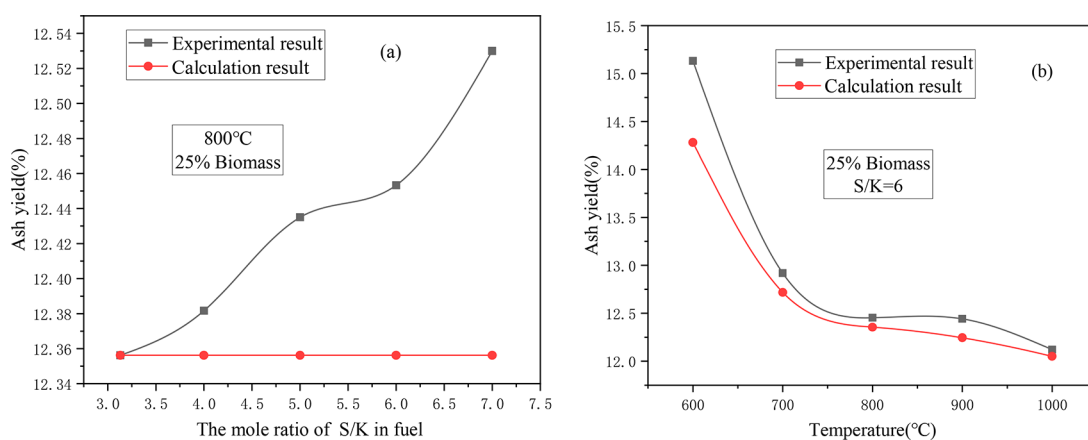 12.54
12.52
12.50
12.48
12.46
12.44
12.42
12.40
12.38
12.36
12.34
Ash yield(%)
Experimental result
Calculation result
(a)
800℃
25% Biomass
3.0 3.5 4.0 4.5 5.0 5.5 6.0 6.5 7.0 7.5
The mole ratio of S/K in fuel
15.5
15.0
14.5
14.0
13.5
13.0
12.5
12.0
Ash yield(%)
Experimental result
Calculation result
(b)
25% Biomass
S/K=6
600 700 800 900 1000
Temperature(℃)